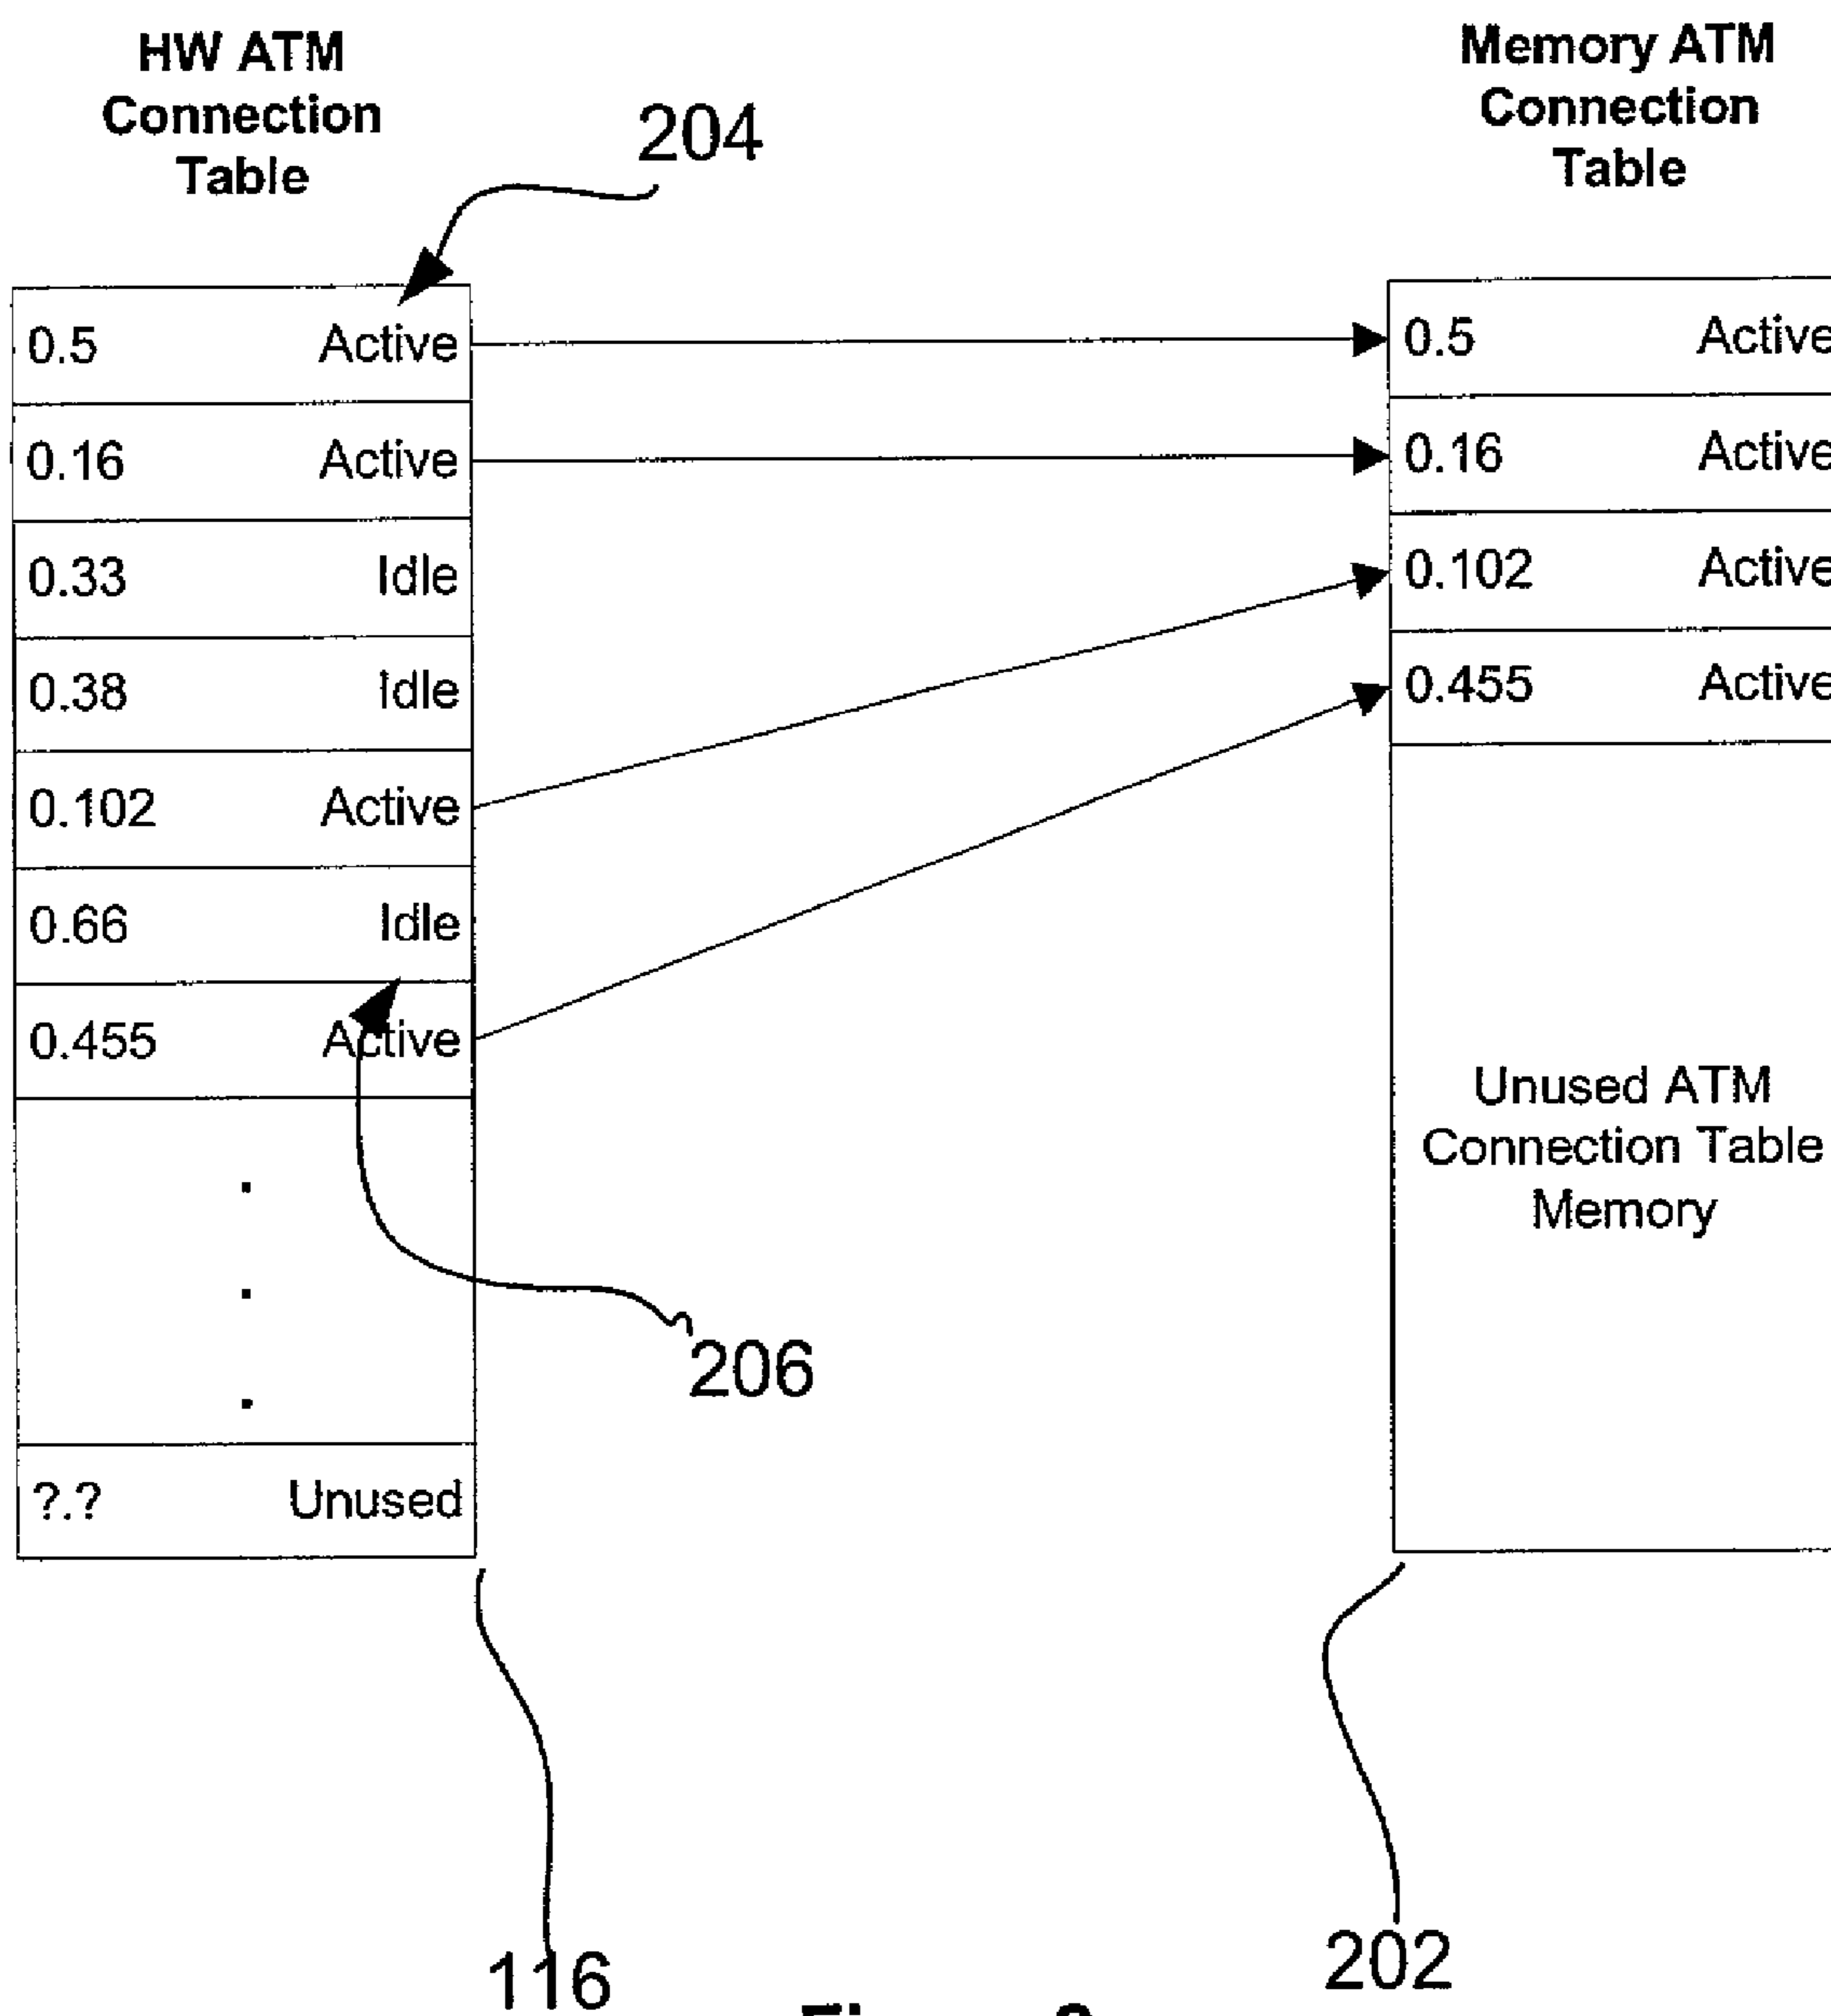 HW ATM
Connection
Table
204
Memory ATM
Connection
Table
0.5 Active
0.16 Active
0.33 Idle
0.38 Idle
0.102 Active
0.66 Idle
0.455 Active
?.? Unused
0.5 Active
0.16 Active
0.102 Active
0.455 Active
Unused ATM
Connection Table
Memory
206
116
202